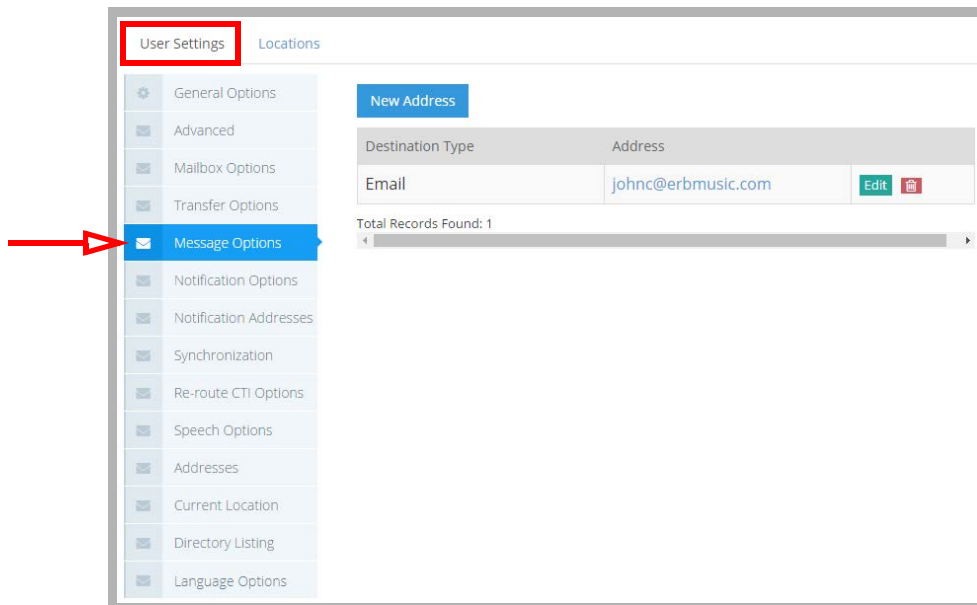 User Settings Locations
General Options
Advanced
Mailbox Options
Transfer Options
Message Options
Notification Options
Notification Addresses
Synchronization
Re-route CTI Options
Speech Options
Addresses
Current Location
Directory Listing
Language Options
New Address
Destination Type Address
Email johnc@erbmusic.com Edit
Total Records Found: 1